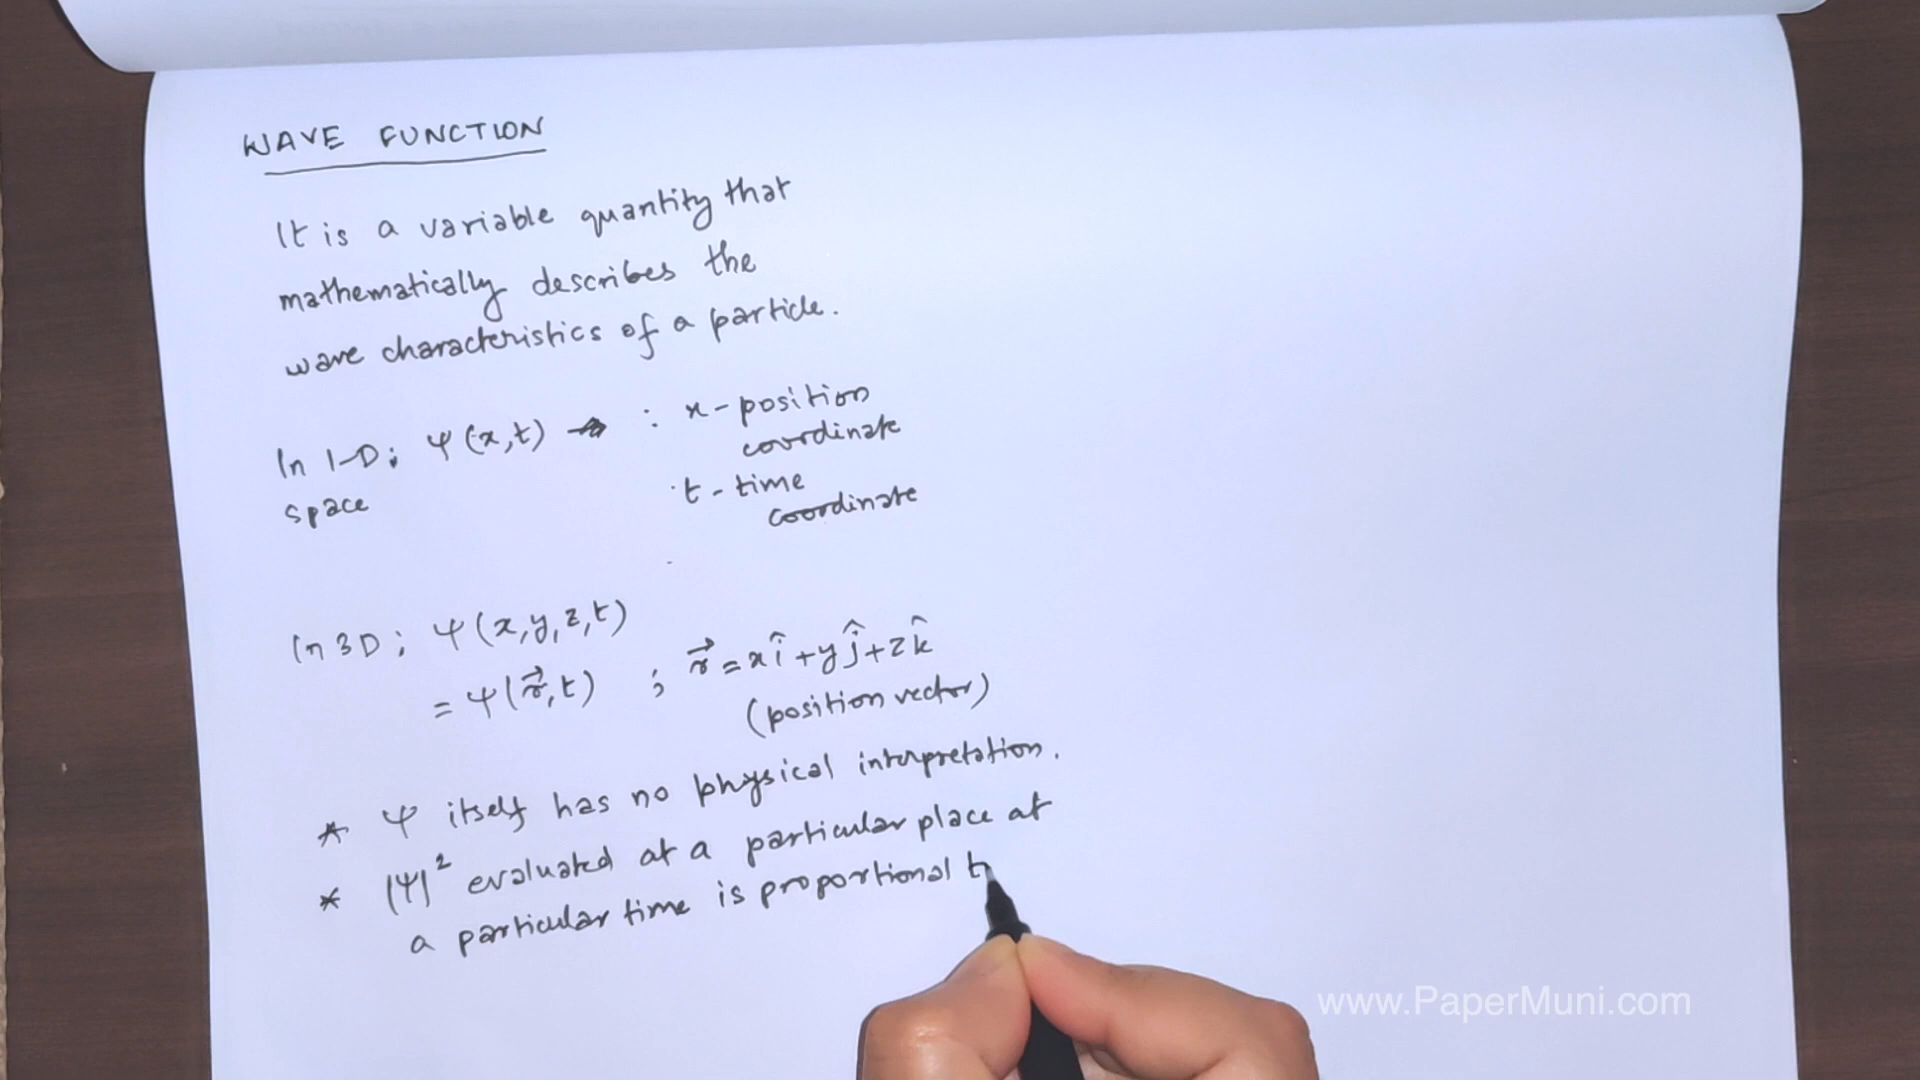 WAVE FUNCTION
It is a variable quantity that
mathematically describes the
wave characteristics of a particle.
In 1-D; ψ(x,t) → : x - position
coordinate
space
t - time
coordinate
In 3D; ψ(x,y,z,t)
= ψ(r⃗,t) ; r⃗ = xî + yĵ + zk̂
(position vector)
* ψ itself has no physical interpretation.
* |ψ|² evaluated at a particular place at
a particular time is proportional t
www.PaperMuni.com